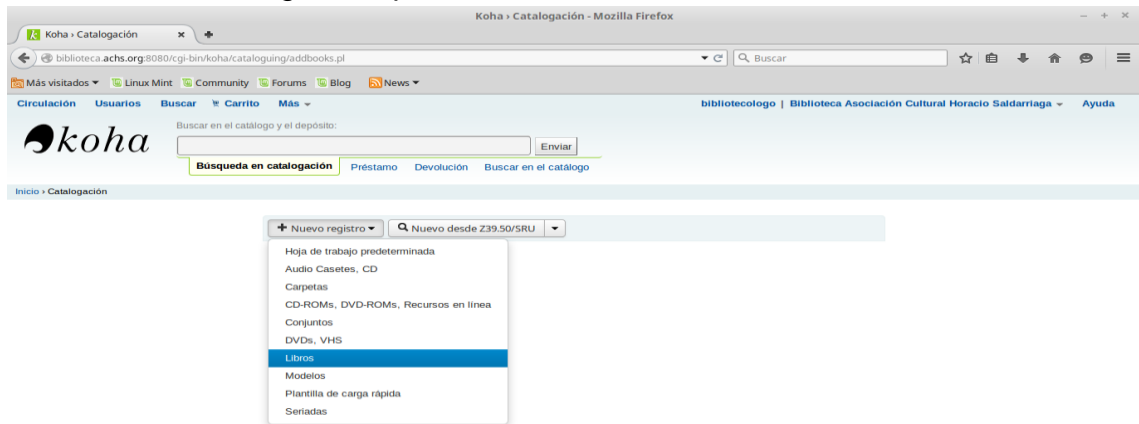 Koha › Catalogación - Mozilla Firefox
Koha › Catalogación
biblioteca.achs.org:8080/cgi-bin/koha/cataloguing/addbooks.pl
Buscar
Más visitados Linux Mint Community Forums Blog News
Circulación Usuarios Buscar Carrito Más bibliotecologo | Biblioteca Asociación Cultural Horacio Saldarriaga Ayuda
koha
Buscar en el catálogo y el depósito:
Enviar
Búsqueda en catalogación Préstamo Devolución Buscar en el catálogo
Inicio › Catalogación
+ Nuevo registro Nuevo desde Z39.50/SRU
Hoja de trabajo predeterminada
Audio Casetes, CD
Carpetas
CD-ROMs, DVD-ROMs, Recursos en línea
Conjuntos
DVDs, VHS
Libros
Modelos
Plantilla de carga rápida
Seriadas